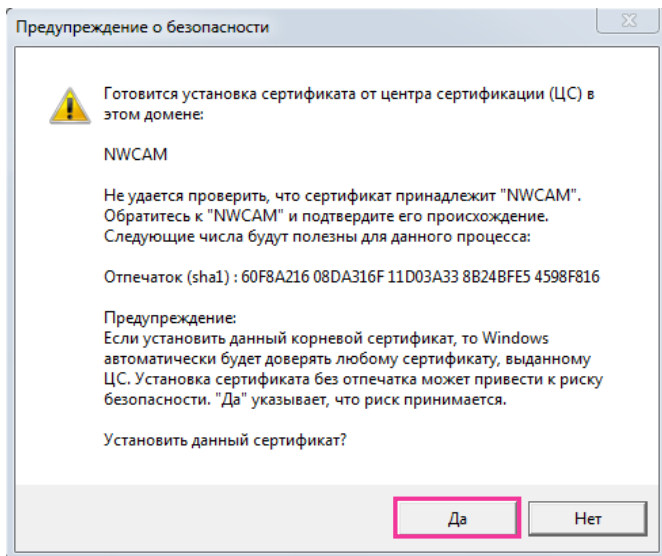 Предупреждение о безопасности
Готовится установка сертификата от центра сертификации (ЦС) в
этом домене:
NWCAM
Не удается проверить, что сертификат принадлежит "NWCAM".
Обратитесь к "NWCAM" и подтвердите его происхождение.
Следующие числа будут полезны для данного процесса:
Отпечаток (sha1) : 60F8A216 08DA316F 11D03A33 8B24BFE5 4598F816
Предупреждение:
Если установить данный корневой сертификат, то Windows
автоматически будет доверять любому сертификату, выданному
ЦС. Установка сертификата без отпечатка может привести к риску
безопасности. "Да" указывает, что риск принимается.
Установить данный сертификат?
Да
Нет